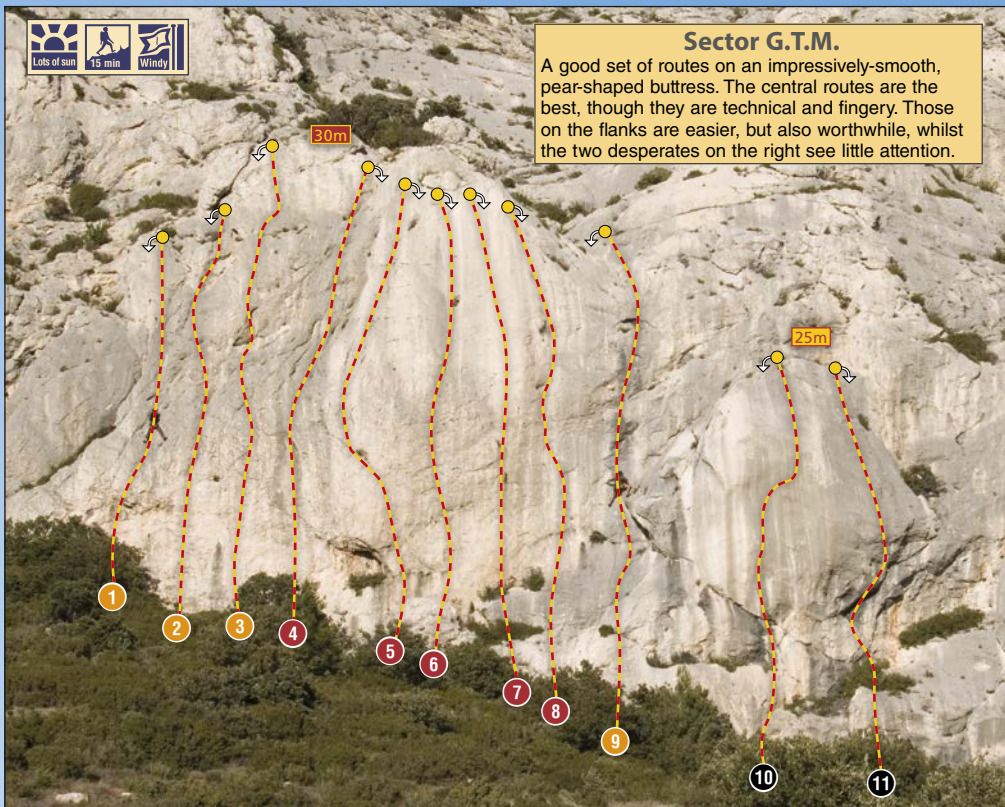 Lots of sun
15 min
Windy
Sector G.T.M.
A good set of routes on an impressively-smooth,
pear-shaped buttress. The central routes are the
best, though they are technical and fingery. Those
on the flanks are easier, but also worthwhile, whilst
the two desperates on the right see little attention.
30m
25m
1
2
3
4
5
6
7
8
9
10
11